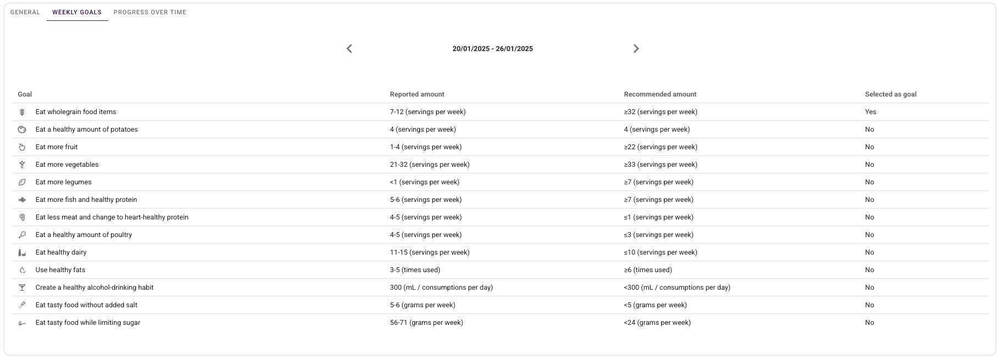 GENERAL WEEKLY GOALS PROGRESS OVER TIME
20/01/2025 - 26/01/2025
Goal Reported amount Recommended amount Selected as goal
Eat wholegrain food items 7-12 (servings per week) ≥32 (servings per week) Yes
Eat a healthy amount of potatoes 4 (servings per week) 4 (servings per week) No
Eat more fruit 1-4 (servings per week) ≥22 (servings per week) No
Eat more vegetables 21-32 (servings per week) ≥33 (servings per week) No
Eat more legumes <1 (servings per week) ≥7 (servings per week) No
Eat more fish and healthy protein 5-6 (servings per week) ≥7 (servings per week) No
Eat less meat and change to heart-healthy protein 4-5 (servings per week) ≤1 (servings per week) No
Eat a healthy amount of poultry 4-5 (servings per week) ≤3 (servings per week) No
Eat healthy dairy 11-15 (servings per week) ≤10 (servings per week) No
Use healthy fats 3-5 (times used) ≥6 (times used) No
Create a healthy alcohol-drinking habit 300 (mL / consumptions per day) <300 (mL / consumptions per day) No
Eat tasty food without added salt 5-6 (grams per week) <5 (grams per week) No
Eat tasty food while limiting sugar 56-71 (grams per week) <24 (grams per week) No